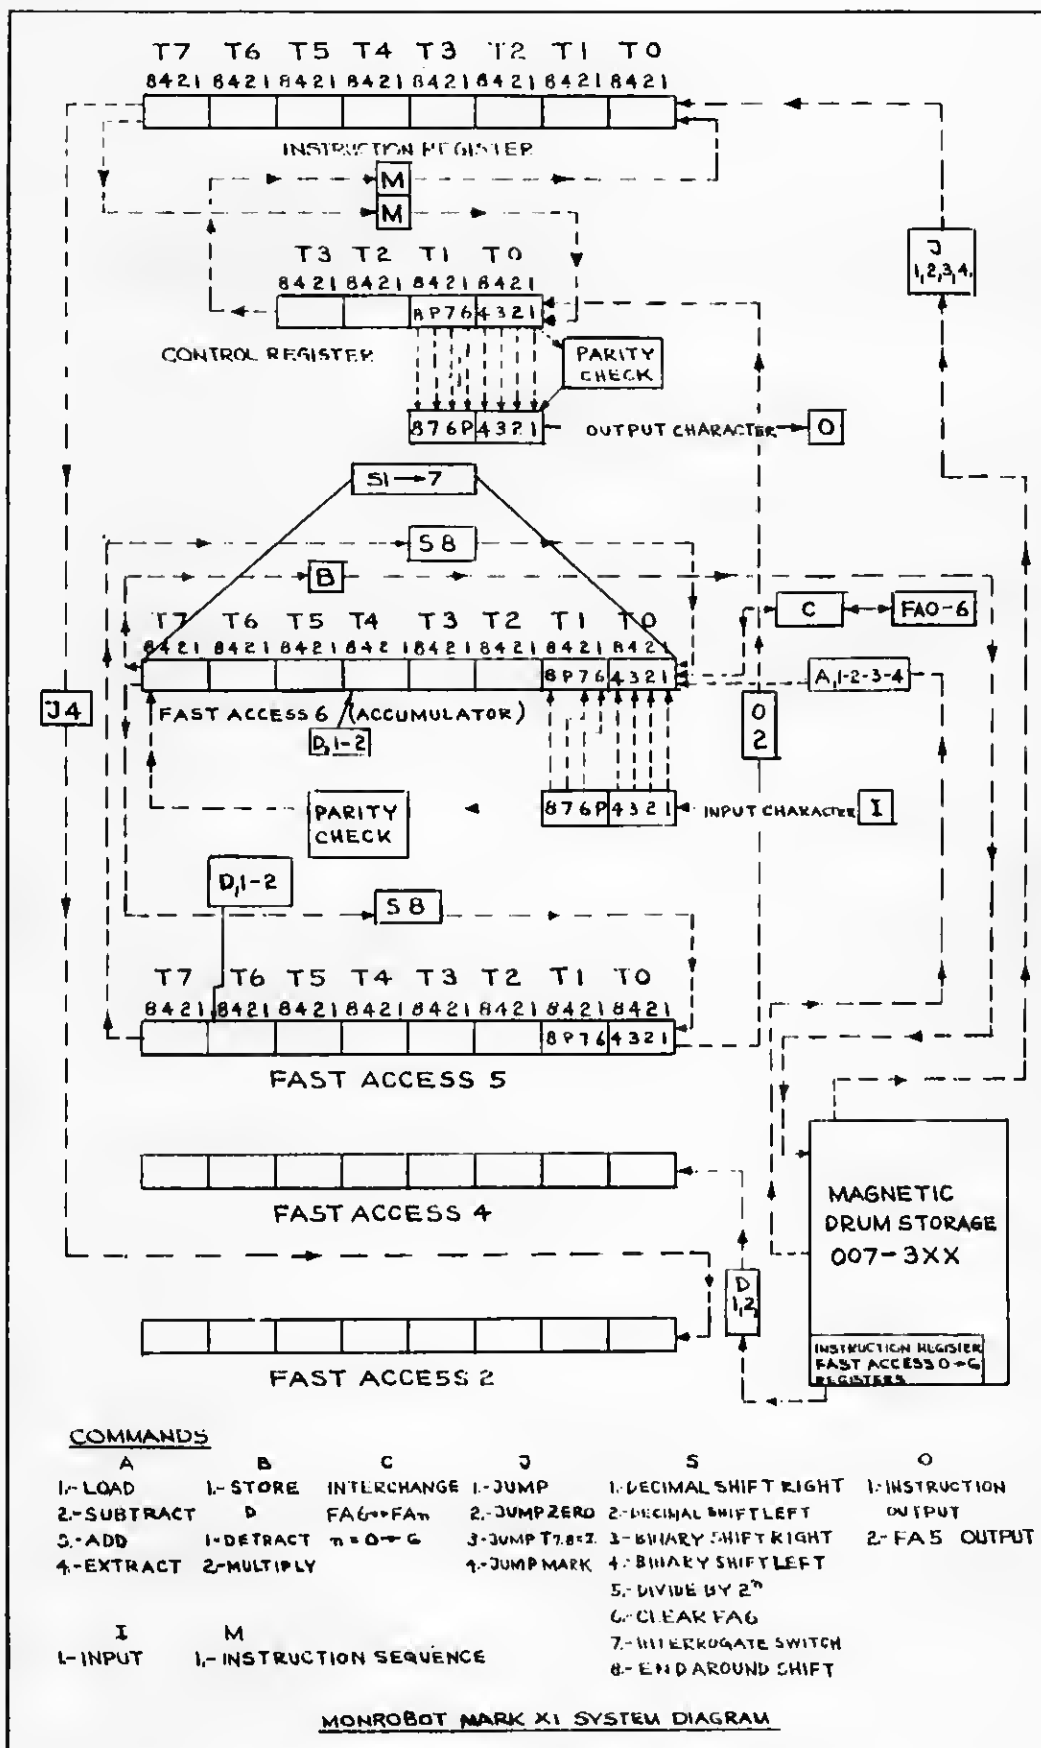 T7 T6 T5 T4 T3 T2 T1 T0
8421 8421 8421 8421 8421 8421 8421 8421
INSTRUCTION REGISTER
M
M
J
1,2,3,4.
T3 T2 T1 T0
8421 8421 8421 8421
8P76 4321
CONTROL REGISTER
PARITY
CHECK
876P 4321
OUTPUT CHARACTER
O
S1→7
S8
B
C
FA0-6
T7 T6 T5 T4 T3 T2 T1 T0
8421 8421 8421 8421 8421 8421 8421 8421
8P76 4321
A,1-2-3-4
J4
FAST ACCESS 6 (ACCUMULATOR)
O
2
D,1-2
PARITY
CHECK
876P 4321
INPUT CHARACTER
I
D,1-2
S8
T7 T6 T5 T4 T3 T2 T1 T0
8421 8421 8421 8421 8421 8421 8421 8421
8P76 4321
FAST ACCESS 5
FAST ACCESS 4
MAGNETIC
DRUM STORAGE
007-3XX
D
1,2,
INSTRUCTION REGISTER
FAST ACCESS 0→6
REGISTERS
FAST ACCESS 2
COMMANDS
A B C J S O
1.-LOAD 1.-STORE INTERCHANGE 1.-JUMP 1.-DECIMAL SHIFT RIGHT 1.-INSTRUCTION
2.-SUBTRACT D FA6↔FAn 2.-JUMP ZERO 2.-DECIMAL SHIFT LEFT OUTPUT
3.-ADD 1-DETRACT n=0→6 3-JUMP T7.8=1. 3-BINARY SHIFT RIGHT 2-FA5 OUTPUT
4.-EXTRACT 2-MULTIPLY 4.-JUMP MARK 4.-BINARY SHIFT LEFT
5.-DIVIDE BY 2ⁿ
6.-CLEAR FA6
I M
7.-INTERROGATE SWITCH
1.-INPUT 1.-INSTRUCTION SEQUENCE
8.-END AROUND SHIFT
MONROBOT MARK XI SYSTEM DIAGRAM